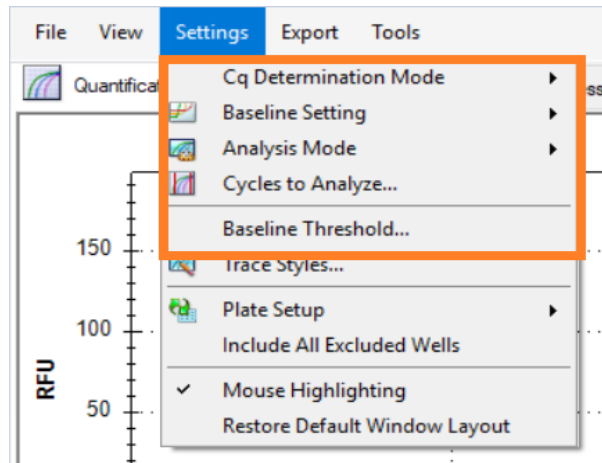 File View Settings Export Tools
Quantificat
Cq Determination Mode
Baseline Setting
Analysis Mode
Cycles to Analyze...
Baseline Threshold...
Trace Styles...
Plate Setup
Include All Excluded Wells
Mouse Highlighting
Restore Default Window Layout
150
100
50
RFU